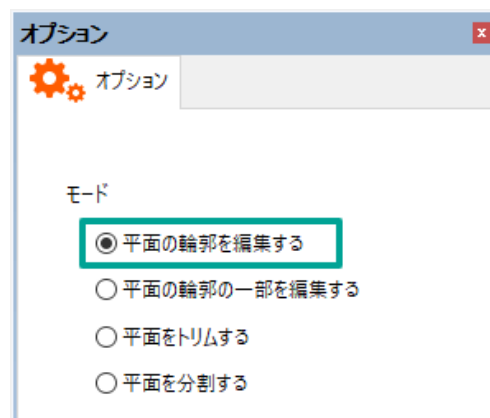 オプション
オプション
モード
平面の輪郭を編集する
平面の輪郭の一部を編集する
平面をトリムする
平面を分割する